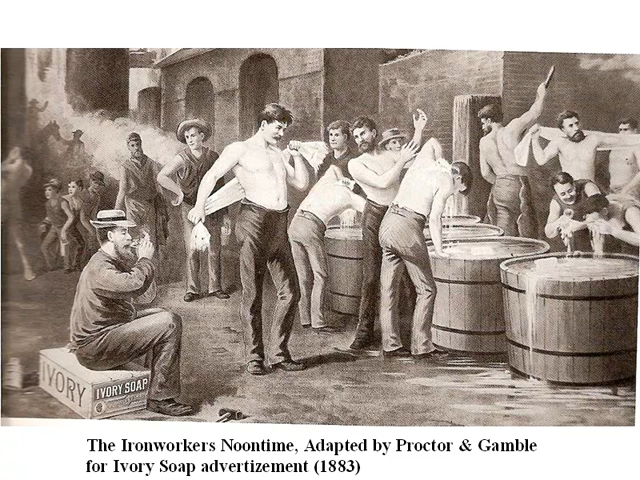 IVORY
IVORY SOAP
The Ironworkers Noontime, Adapted by Proctor & Gamble
for Ivory Soap advertizement (1883)